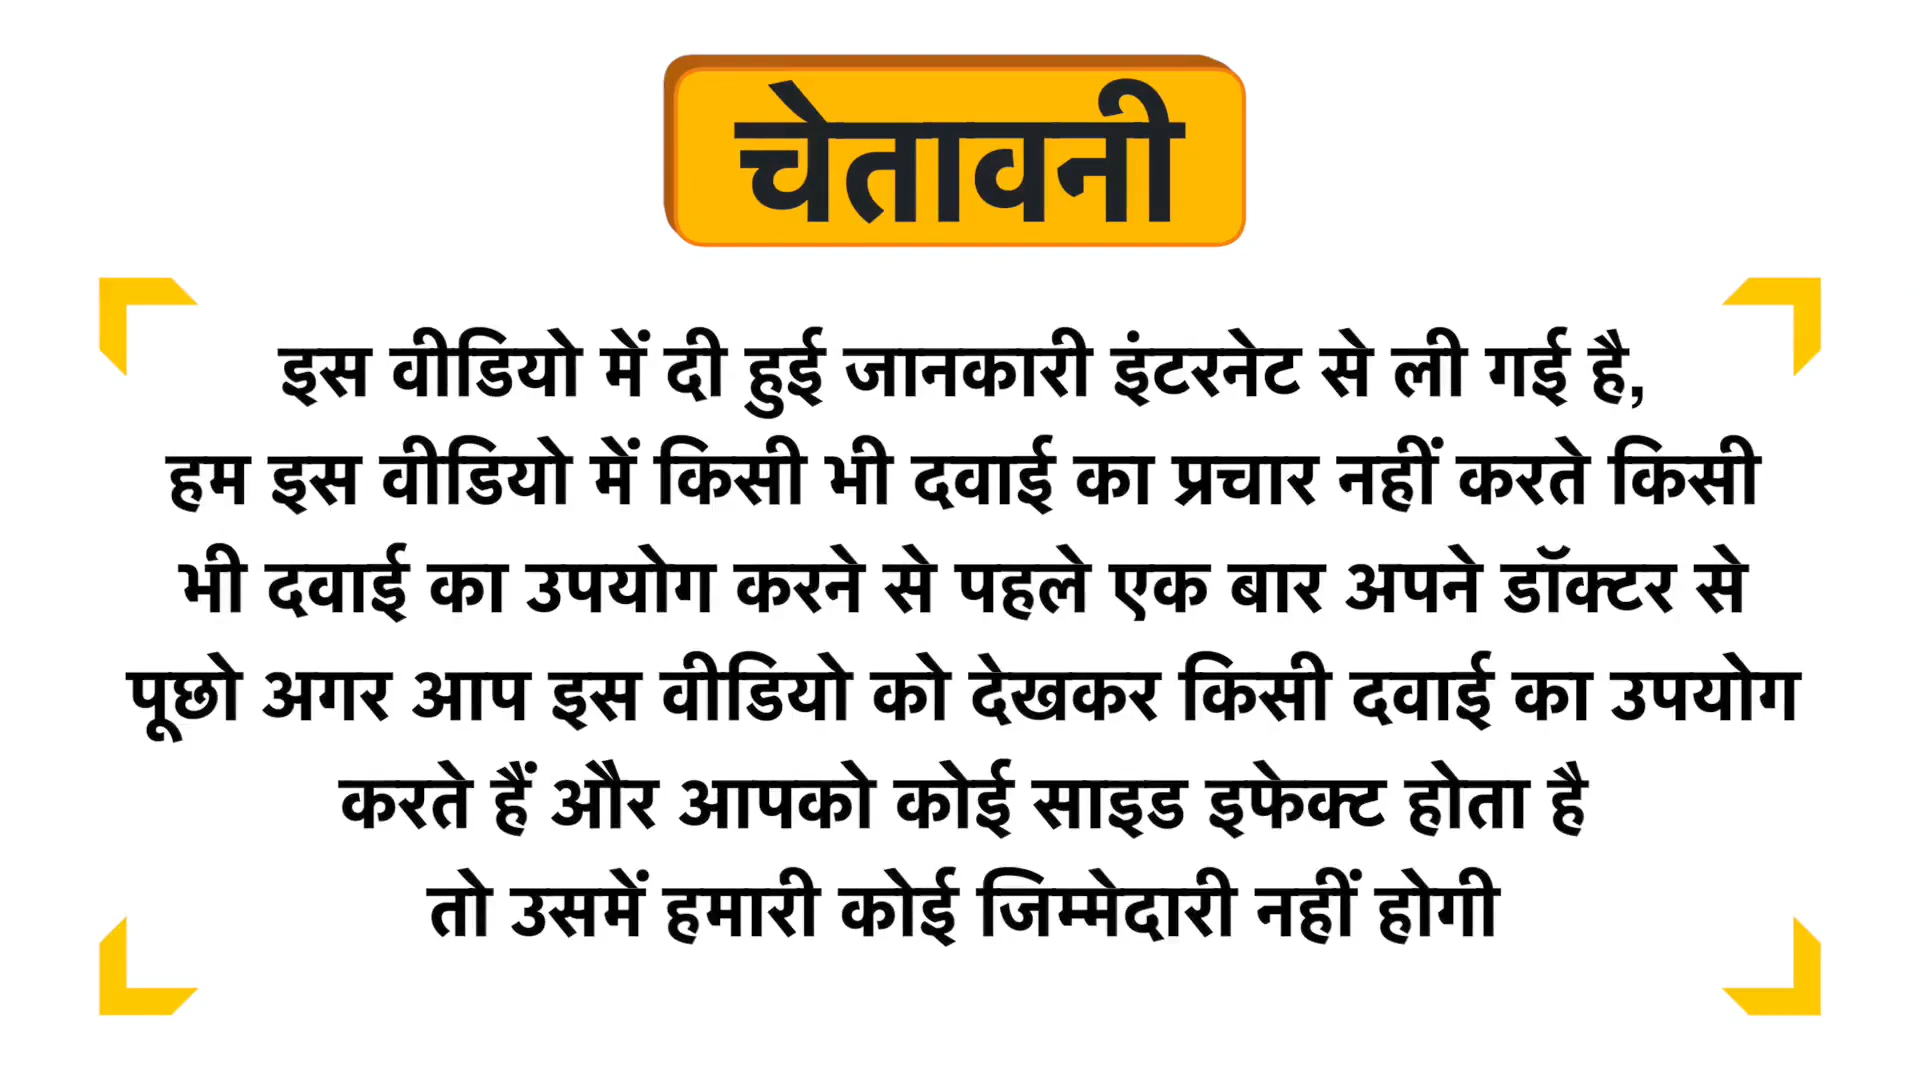 चेतावनी
इस वीडियो में दी हुई जानकारी इंटरनेट से ली गई है,
हम इस वीडियो में किसी भी दवाई का प्रचार नहीं करते किसी
भी दवाई का उपयोग करने से पहले एक बार अपने डॉक्टर से
पूछो अगर आप इस वीडियो को देखकर किसी दवाई का उपयोग
करते हैं और आपको कोई साइड इफेक्ट होता है
तो उसमें हमारी कोई जिम्मेदारी नहीं होगी